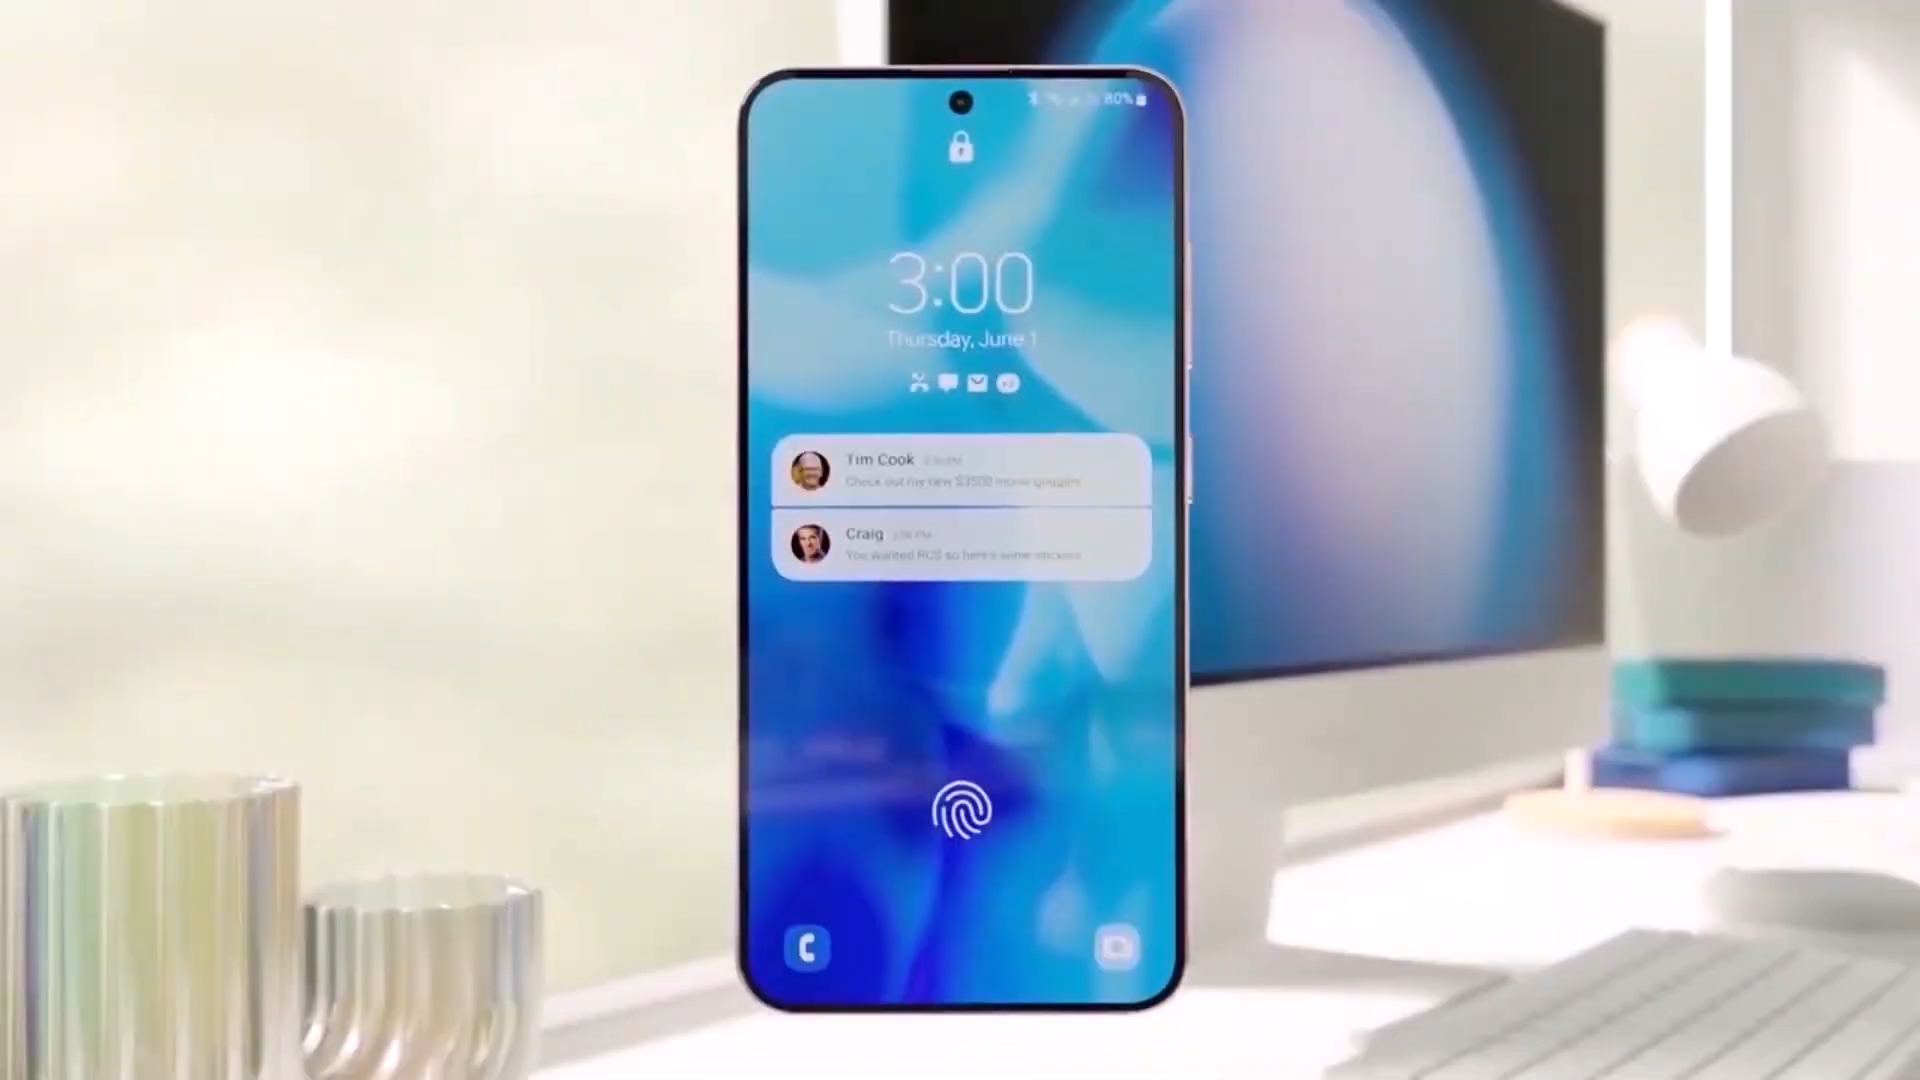 80%
3:00
Thursday, June 1
Tim Cook
Check out my new $3500 movie goggles
Craig
You wanted RCS so here's some stickers